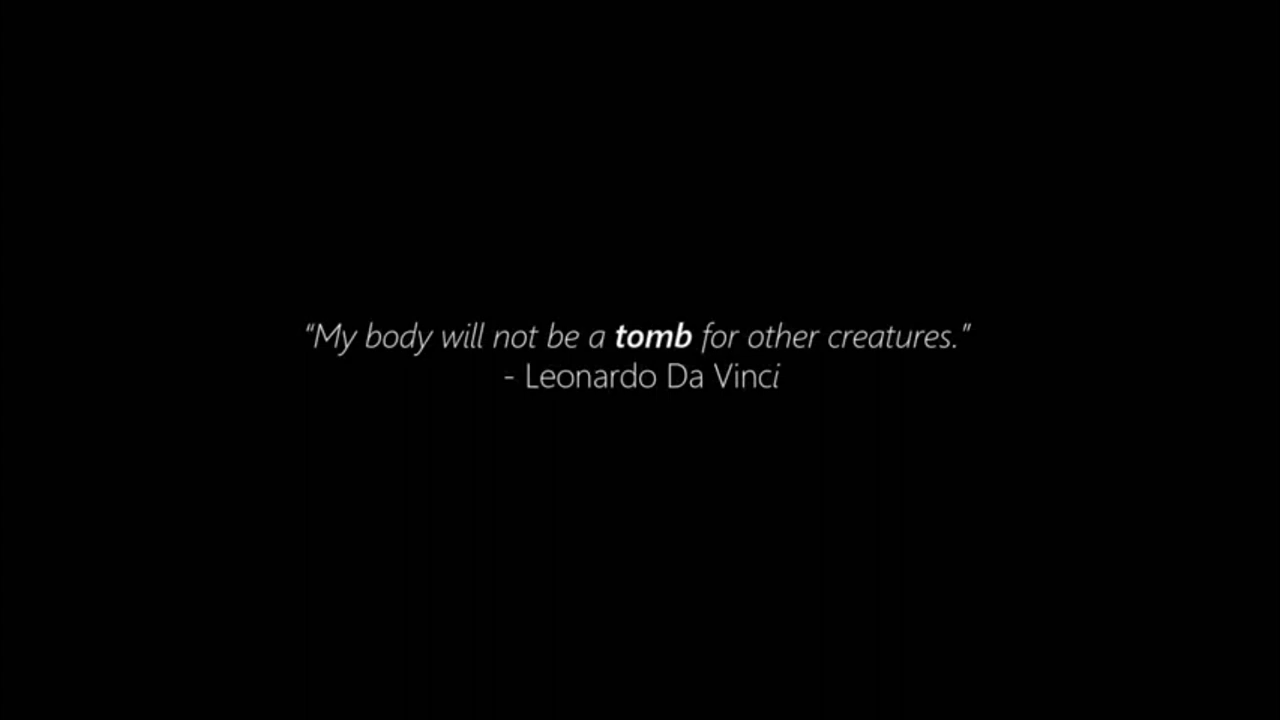 “My body will not be a tomb for other creatures.”
- Leonardo Da Vinci